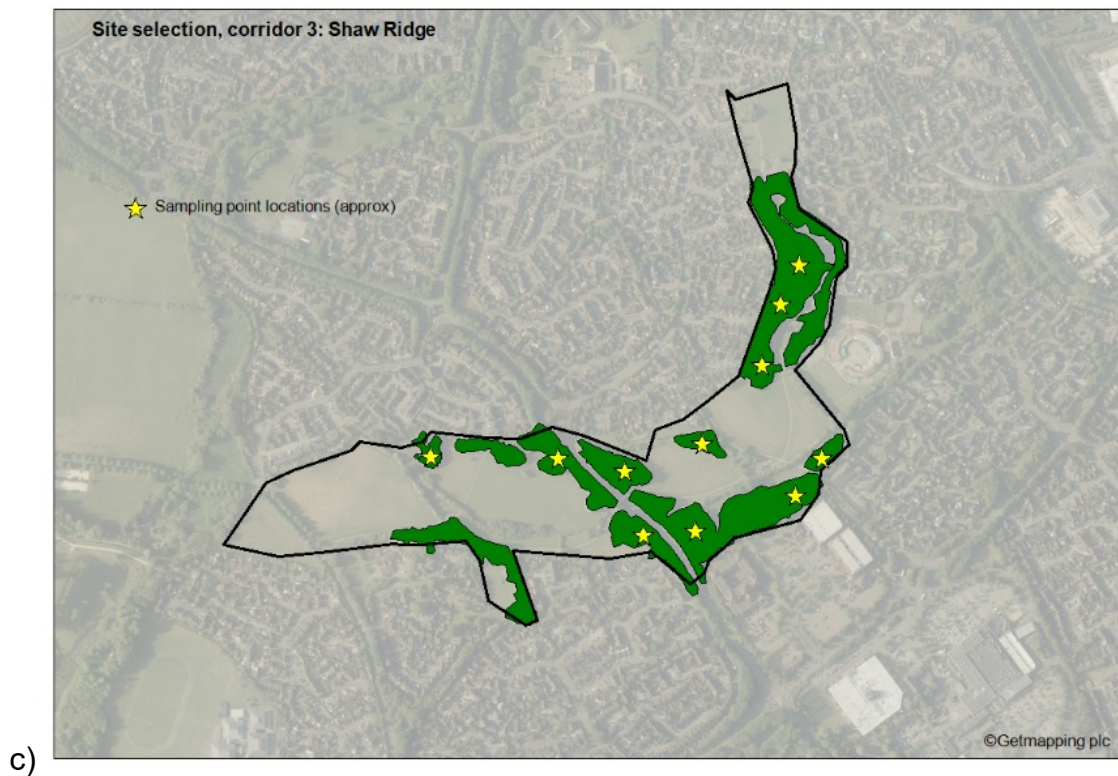 Site selection, corridor 3: Shaw Ridge
Sampling point locations (approx)
©Getmapping plc
c)